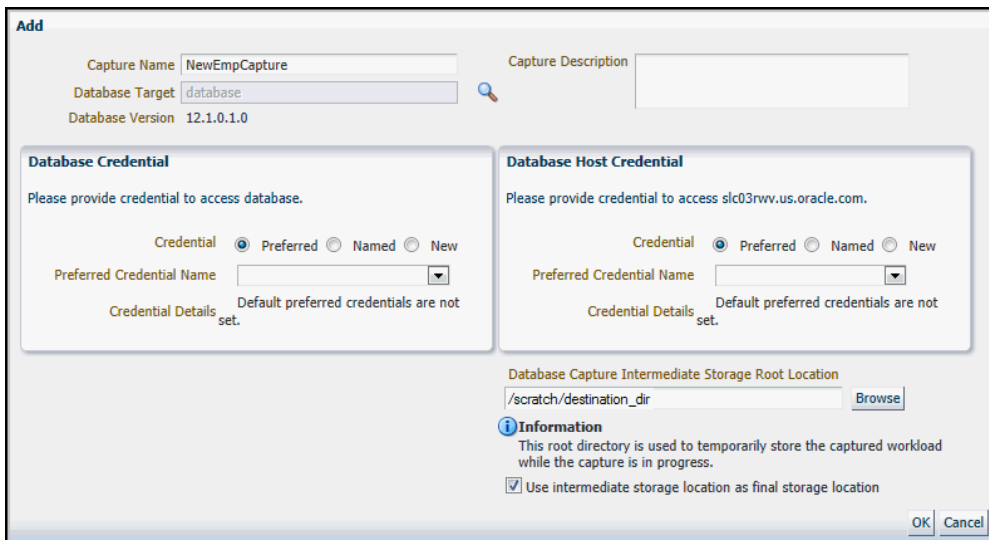 Add
Capture Name NewEmpCapture
Capture Description
Database Target database
Database Version 12.1.0.1.0
Database Credential
Please provide credential to access database.
Credential Preferred Named New
Preferred Credential Name
Credential Details Default preferred credentials are not
set.
Database Host Credential
Please provide credential to access slc03rwv.us.oracle.com.
Credential Preferred Named New
Preferred Credential Name
Credential Details Default preferred credentials are not
set.
Database Capture Intermediate Storage Root Location
/scratch/destination_dir Browse
Information
This root directory is used to temporarily store the captured workload
while the capture is in progress.
Use intermediate storage location as final storage location
OK Cancel